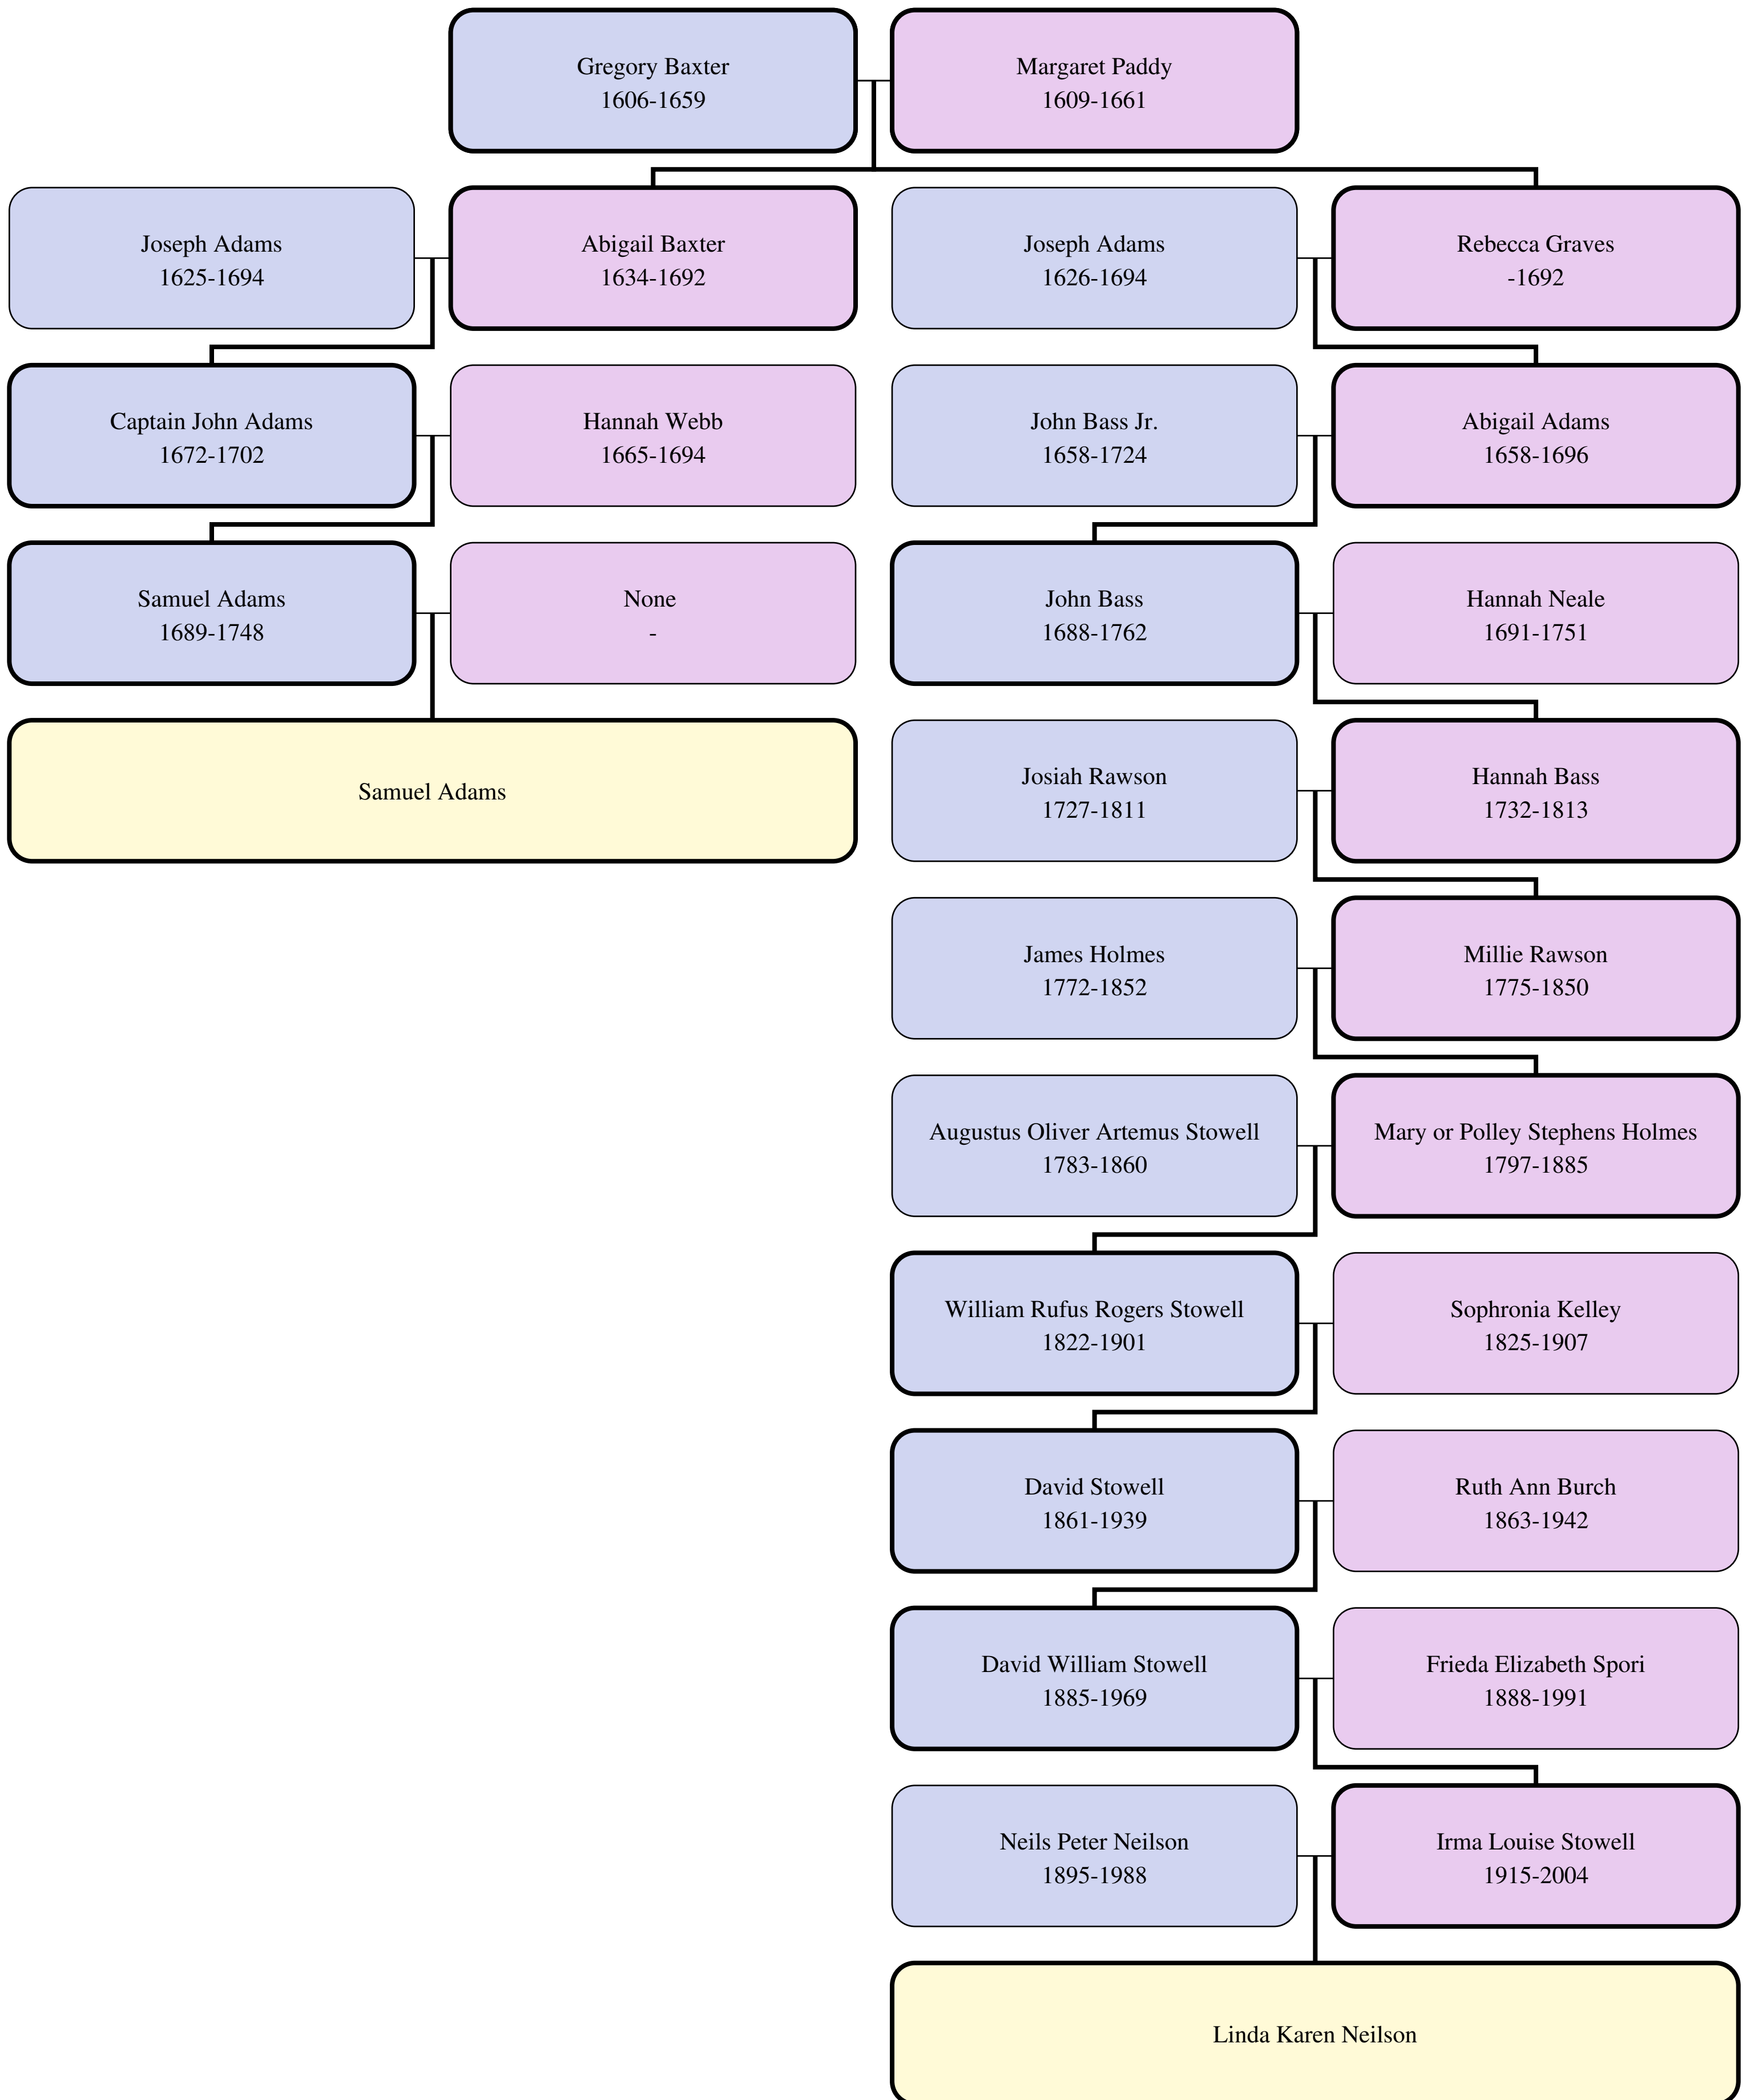 Gregory Baxter
1606-1659
Margaret Paddy
1609-1661
Joseph Adams
1625-1694
Abigail Baxter
1634-1692
Joseph Adams
1626-1694
Rebecca Graves
-1692
Captain John Adams
1672-1702
Hannah Webb
1665-1694
John Bass Jr.
1658-1724
Abigail Adams
1658-1696
Samuel Adams
1689-1748
None
-
John Bass
1688-1762
Hannah Neale
1691-1751
Samuel Adams
Josiah Rawson
1727-1811
Hannah Bass
1732-1813
James Holmes
1772-1852
Millie Rawson
1775-1850
Augustus Oliver Artemus Stowell
1783-1860
Mary or Polley Stephens Holmes
1797-1885
William Rufus Rogers Stowell
1822-1901
Sophronia Kelley
1825-1907
David Stowell
1861-1939
Ruth Ann Burch
1863-1942
David William Stowell
1885-1969
Frieda Elizabeth Spori
1888-1991
Neils Peter Neilson
1895-1988
Irma Louise Stowell
1915-2004
Linda Karen Neilson